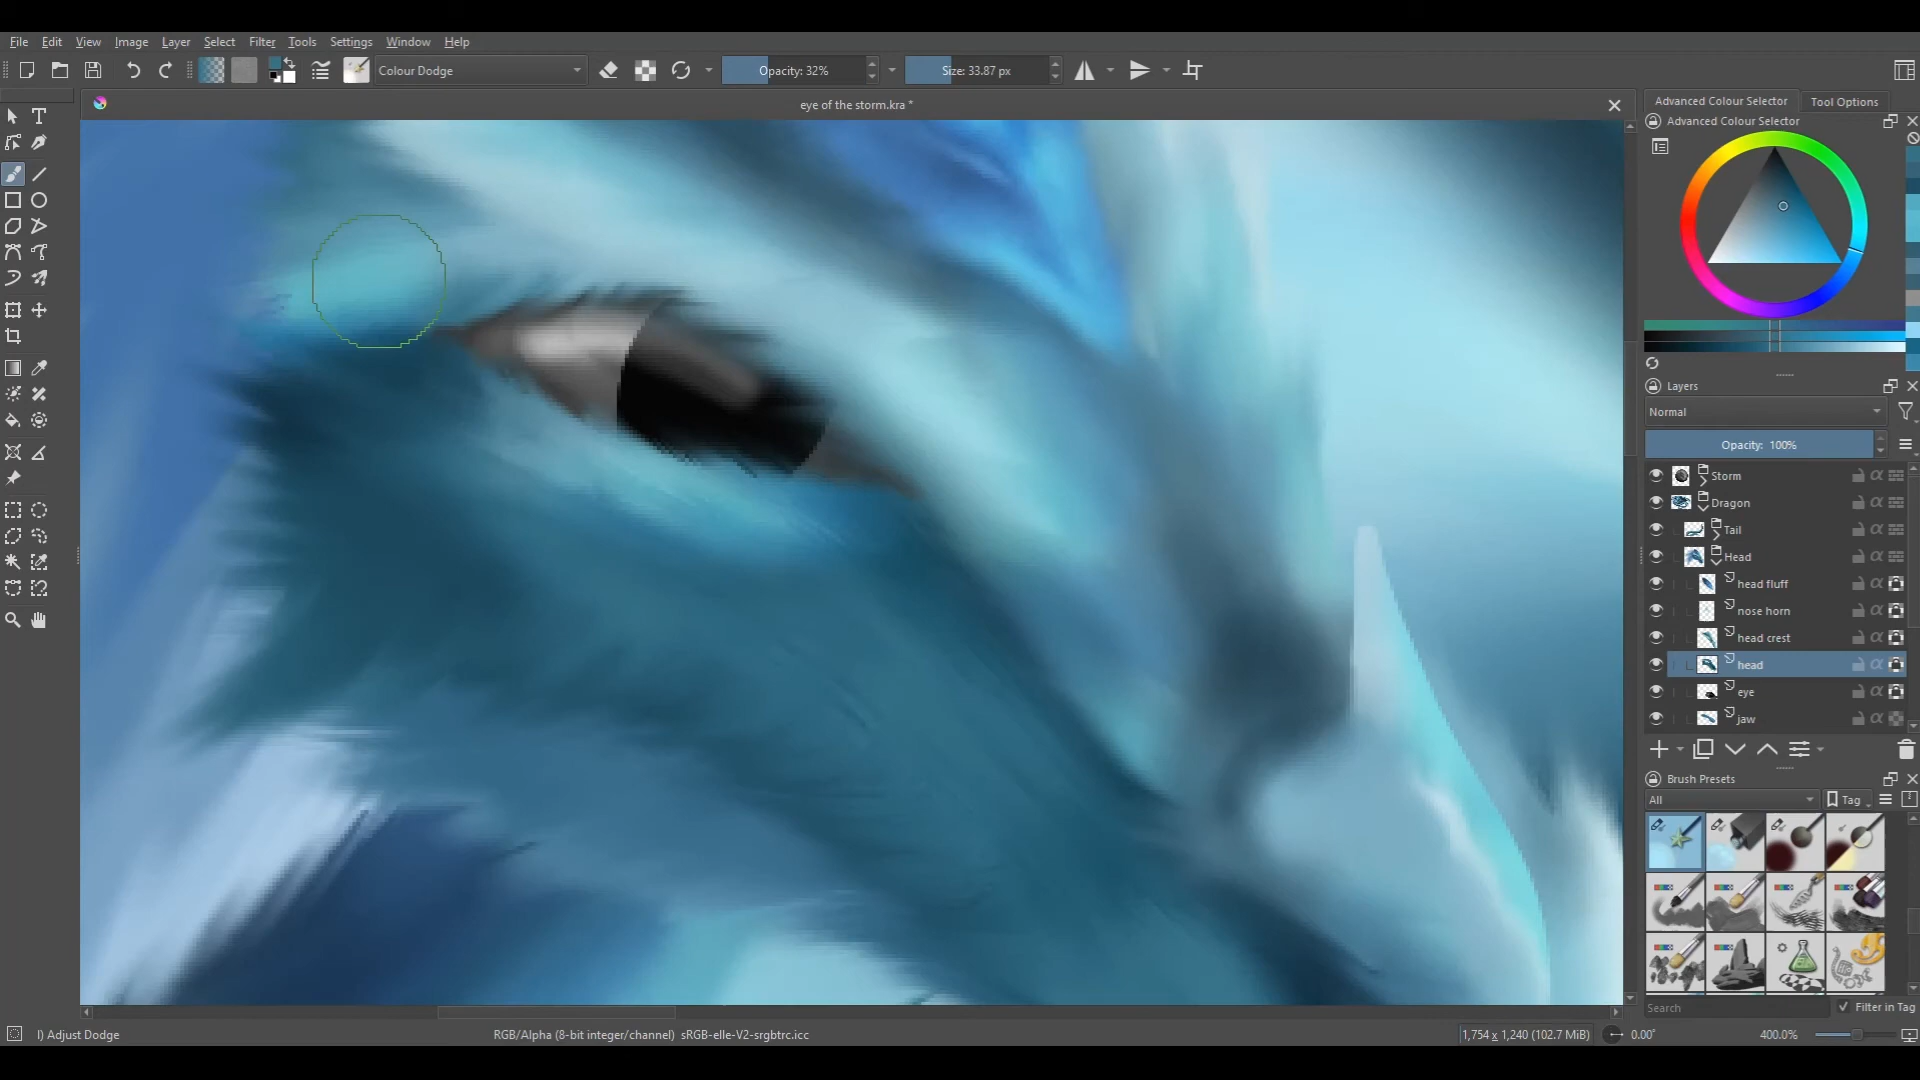 File Edit View Image Layer Select Filter Tools Settings Window Help
Colour Dodge
Opacity: 32%
Size: 33.87 px
eye of the storm.kra *
Advanced Colour Selector
Tool Options
Advanced Colour Selector
Layers
Normal
Opacity: 100%
Storm
Dragon
Tail
Head
head fluff
nose horn
head crest
head
eye
jaw
Brush Presets
All
Tag
Search
Filter in Tag
I) Adjust Dodge
RGB/Alpha (8-bit integer/channel) sRGB-elle-V2-srgbtrc.icc
1,754 x 1,240 (102.7 MiB)
0.00°
400.0%